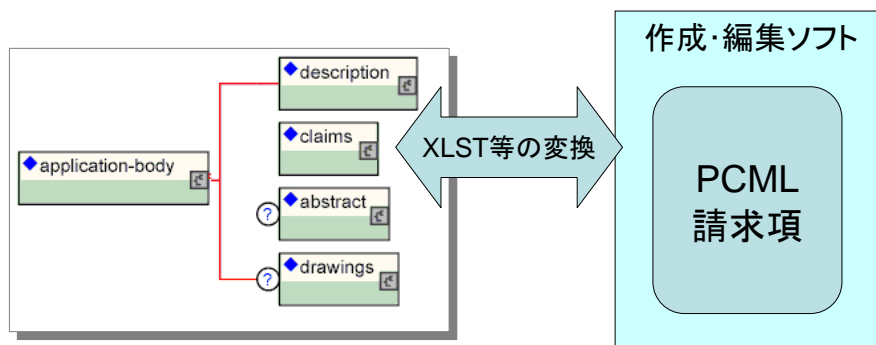 作成・編集ソフト
description
claims
application-body
abstract
drawings
?
?
XLST等の変換
PCML
請求項